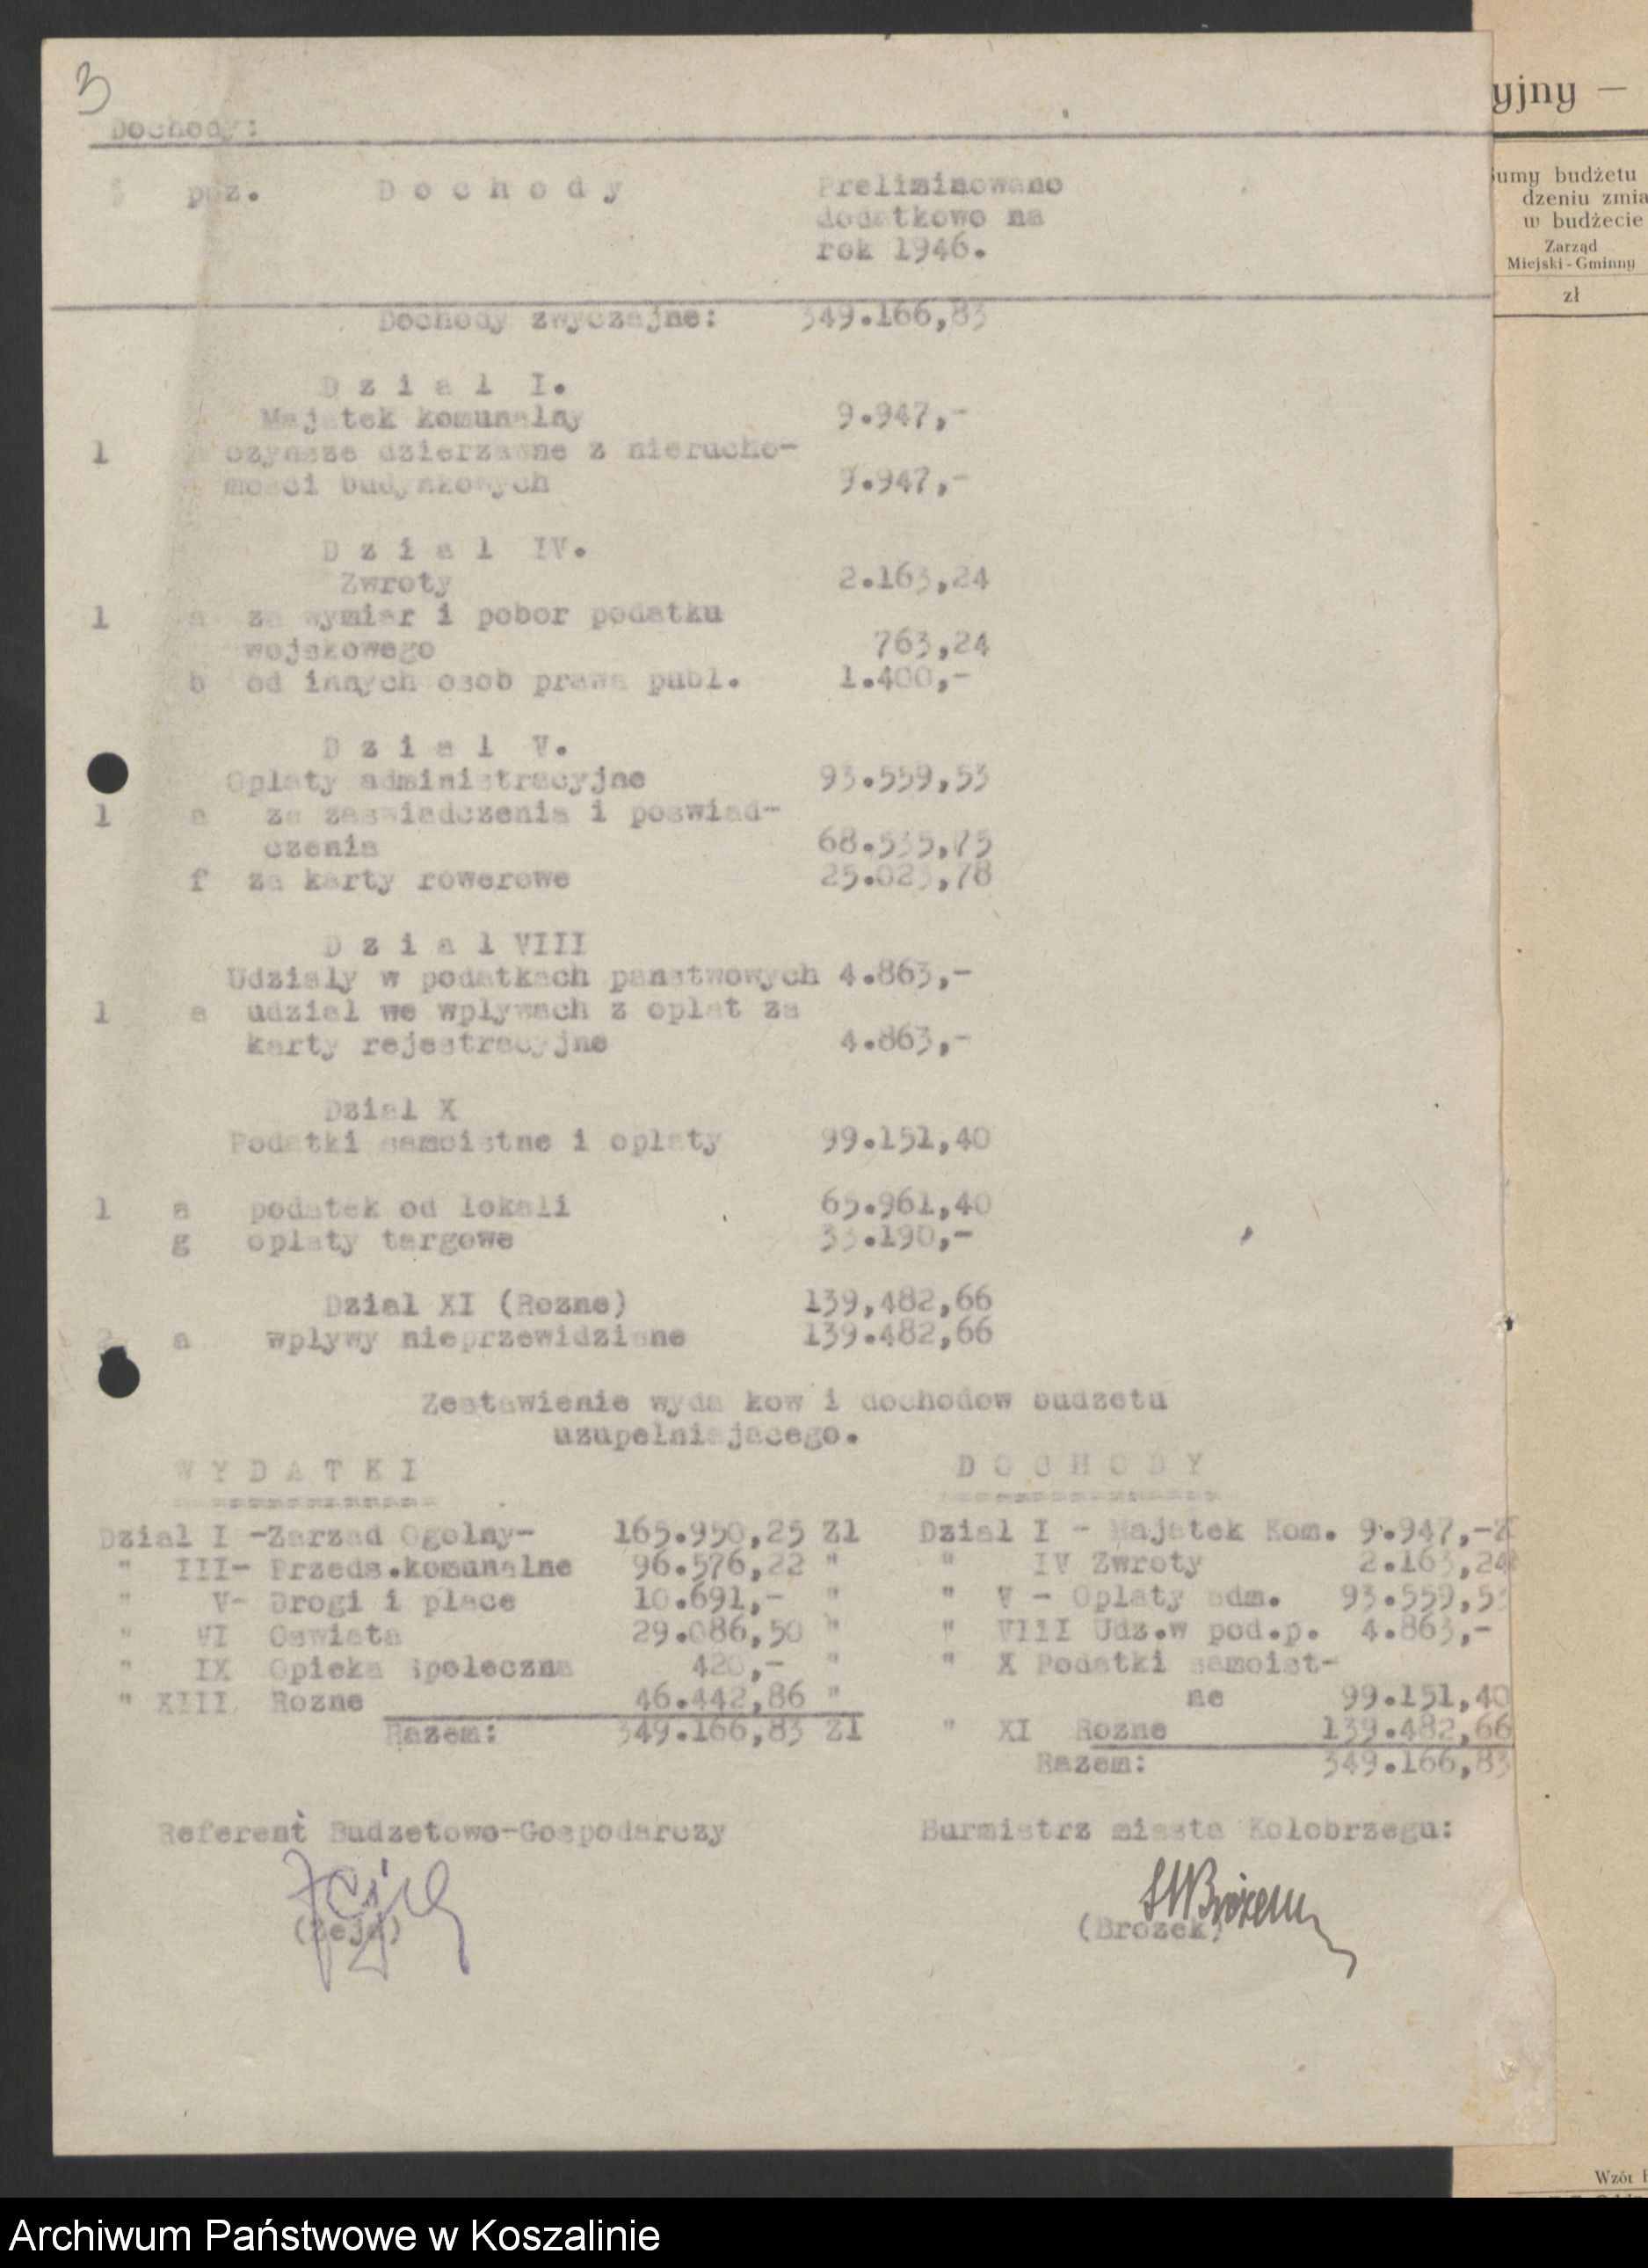 3
Dochody:
§ poz. D o c h o d y Preliminowano
dodatkowo na
rok 1946.
Dochody zwyczajne: 349.166,83
D z i a l I.
Majatek komunalny 9.947,-
1 a czynsze dzierzawne z nierucho-
mosci budynkowych 9.947,-
D z i a l IV.
Zwroty 2.163,24
1 a za wymiar i pobor podatku
wojskowego 763,24
b od innych osob prawa publ. 1.400,-
D z i a l V.
Oplaty administracyjne 93.559,53
1 a za zaswiadczenia i poswiad-
czenia 68.535,75
f za karty rowerowe 25.023,78
D z i a l VIII
Udzialy w podatkach panstwowych 4.863,-
1 a udzial we wplywach z oplat za
karty rejestracyjne 4.863,-
Dzial X
Podatki samoistne i oplaty 99.151,40
1 a podatek od lokali 65.961,40
g oplaty targowe 33.190,-
Dzial XI (Rozne) 139,482,66
2 a wplywy nieprzewidziane 139.482,66
Zestawienie wyda kow i dochodow budzetu
uzupelniajacego.
W Y D A T K I D O C H O D Y
Dzial I -Zarzad Ogolny- 165.950,25 Zl Dzial I - Majatek Kom. 9.947,-Z
" III- Przeds.komunalne 96.576,22 " " IV Zwroty 2.163,24
" V- Drogi i place 10.691,- " " V - Oplaty adm. 93.559,53
" VI Oswiata 29.086,50 " " VIII Udz.w pod.p. 4.863,-
" IX Opieka spoleczna 420,- " " X Podatki samoist-
" XIII Rozne 46.442,86 " ne 99.151,40
Razem: 349.166,83 Zl " XI Rozne 139.482,66
Razem: 349.166,83
Referent Budzetowo-Gospodarczy Burmistrz miasta Kolobrzegu:
(Brozek)
yjny —
sumy budżetu
dzeniu zmia
w budżecie
Zarząd
Miejski-Gminny
zł
Wzór
Archiwum Państwowe w Koszalinie